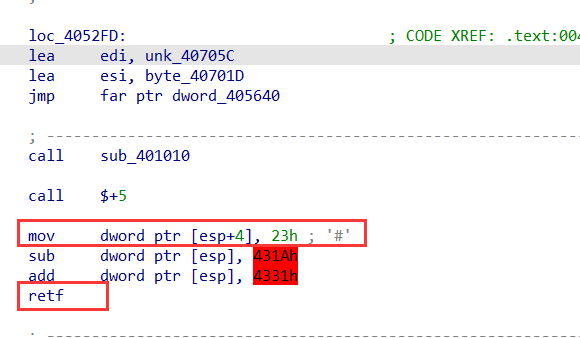 loc_4052FD: ; CODE XREF: .text:004
lea edi, unk_40705C
lea esi, byte_40701D
jmp far ptr dword_405640
; ---------------------------------------------------------------
call sub_401010
call $+5
mov dword ptr [esp+4], 23h ; '#'
sub dword ptr [esp], 431Ah
add dword ptr [esp], 4331h
retf